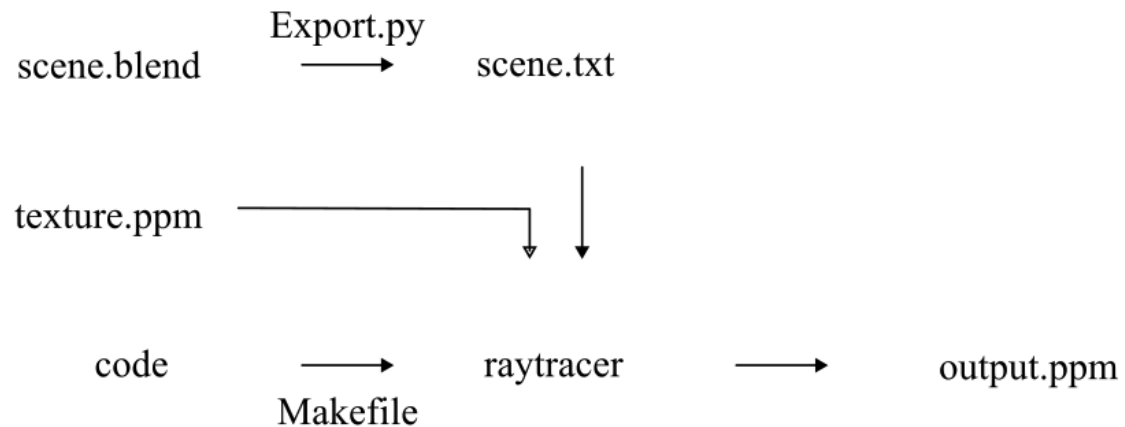 Export.py
scene.blend
scene.txt
texture.ppm
code
raytracer
output.ppm
Makefile